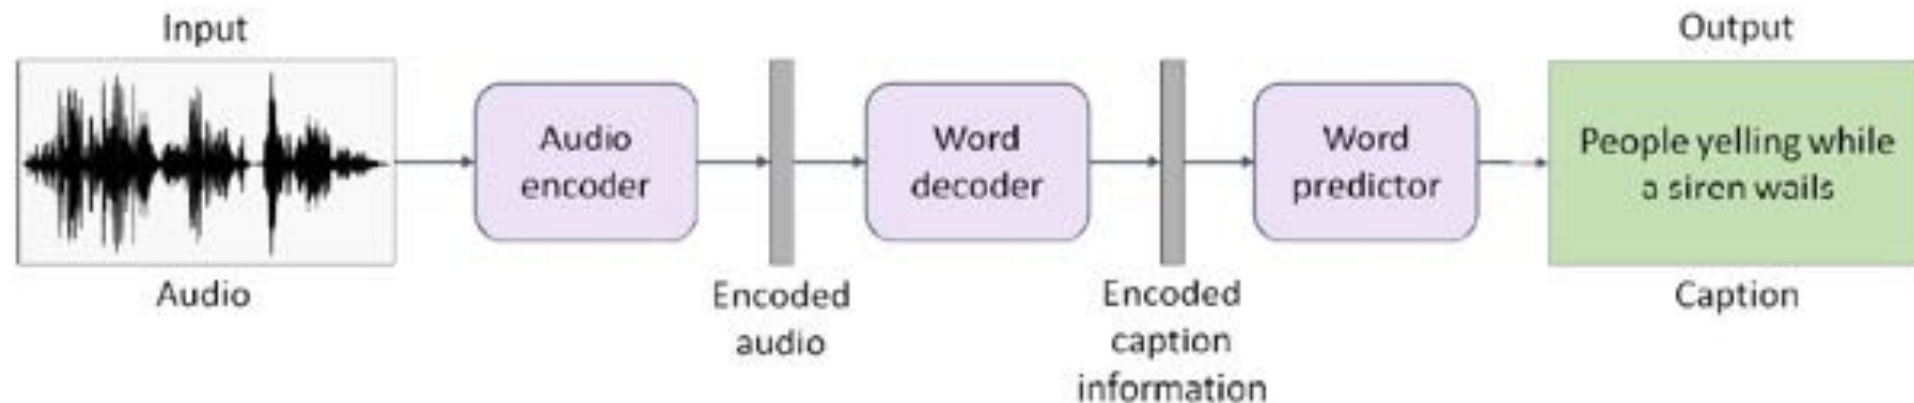 Input
Output
Audio
encoder
Word
decoder
Word
predictor
People yelling while
a siren wails
Audio
Encoded
audio
Encoded
caption
information
Caption